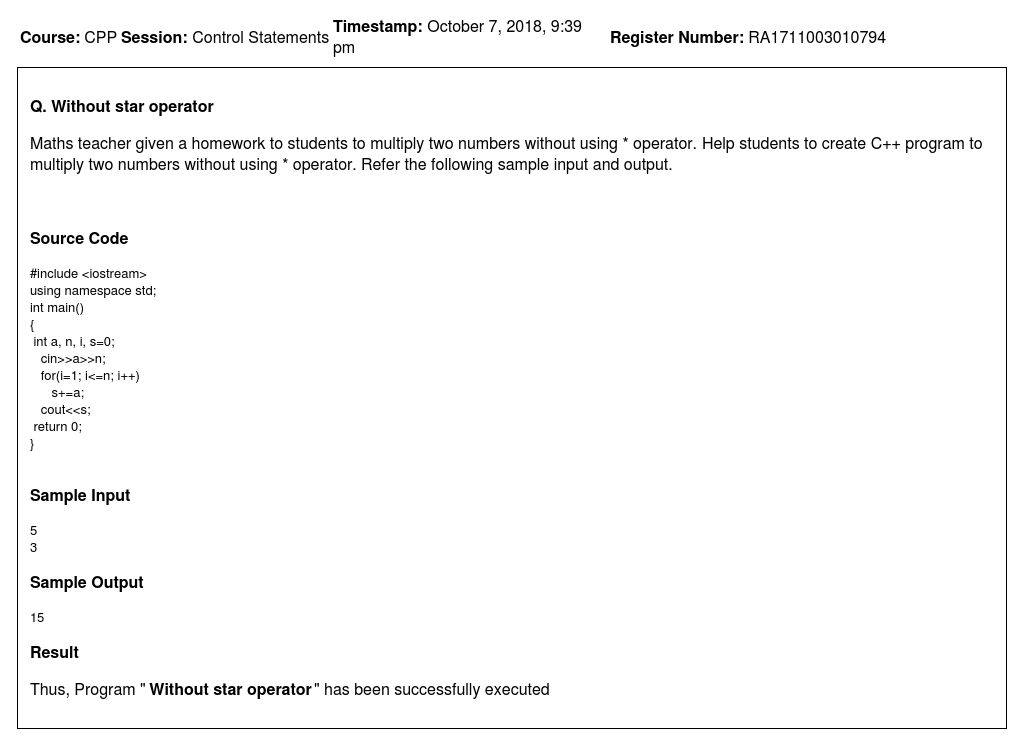 Course: CPP Session: Control Statements Timestamp: October 7, 2018, 9:39 pm Register Number: RA1711003010794
Q. Without star operator
Maths teacher given a homework to students to multiply two numbers without using * operator. Help students to create C++ program to
multiply two numbers without using * operator. Refer the following sample input and output.
Source Code
#include <iostream>
using namespace std;
int main()
{
int a, n, i, s=0;
cin>>a>>n;
for(i=1; i<=n; i++)
s+=a;
cout<<s;
return 0;
}
Sample Input
5
3
Sample Output
15
Result
Thus, Program " Without star operator" has been successfully executed